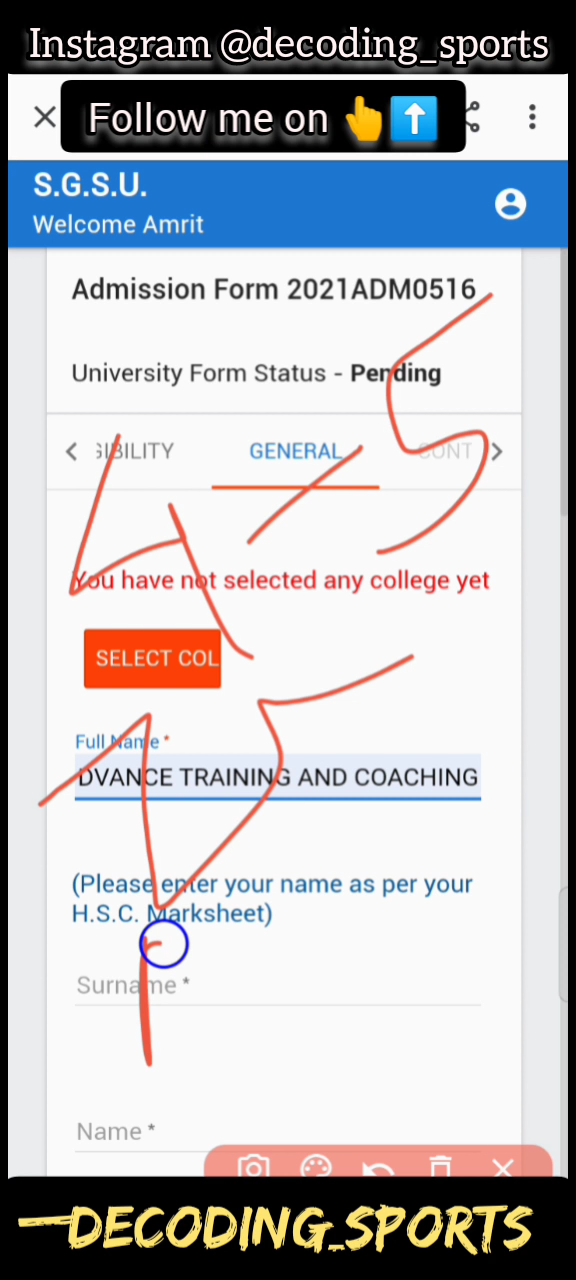 Instagram @decoding_sports
Follow me on 👆⬆️
S.G.S.U.
Welcome Amrit
Admission Form 2021ADM0516
University Form Status - Pending
GIBILITY GENERAL CONT
You have not selected any college yet
SELECT COL
Full Name *
DVANCE TRAINING AND COACHING
(Please enter your name as per your
H.S.C. Marksheet)
Surname *
Name *
DECODING_SPORTS